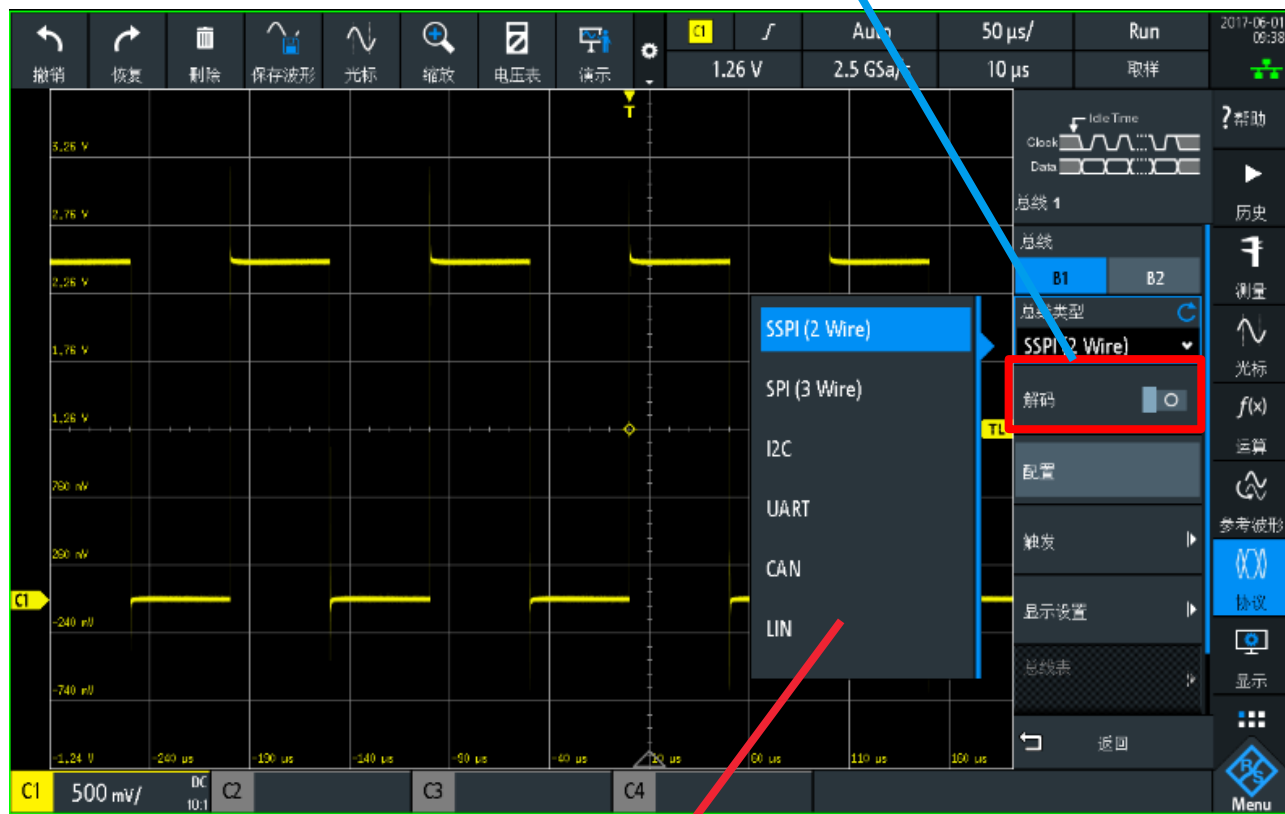 撤销 恢复 删除 保存波形 光标 缩放 电压表 演示
C1 Auto 50 µs/ Run
1.26 V 2.5 GSa/s 10 µs 取样
2017-06-01
09:38
T
3.26 V
2.76 V
2.26 V
1.76 V
1.26 V
760 mV
260 mV
-240 mV
-740 mV
-1.24 V -240 µs -190 µs -140 µs -90 µs -40 µs 10 µs 60 µs 110 µs 160 µs
C1
TL
SSPI (2 Wire)
SPI (3 Wire)
I2C
UART
CAN
LIN
Idle Time
Clock
Data
总线 1
总线
B1 B2
总线类型
SSPI (2 Wire)
解码
配置
触发
显示设置
总线表
返回
?帮助
历史
测量
光标
f(x)
运算
参考波形
协议
显示
R&S
Menu
C1 500 mV/ DC
10:1
C2 C3 C4